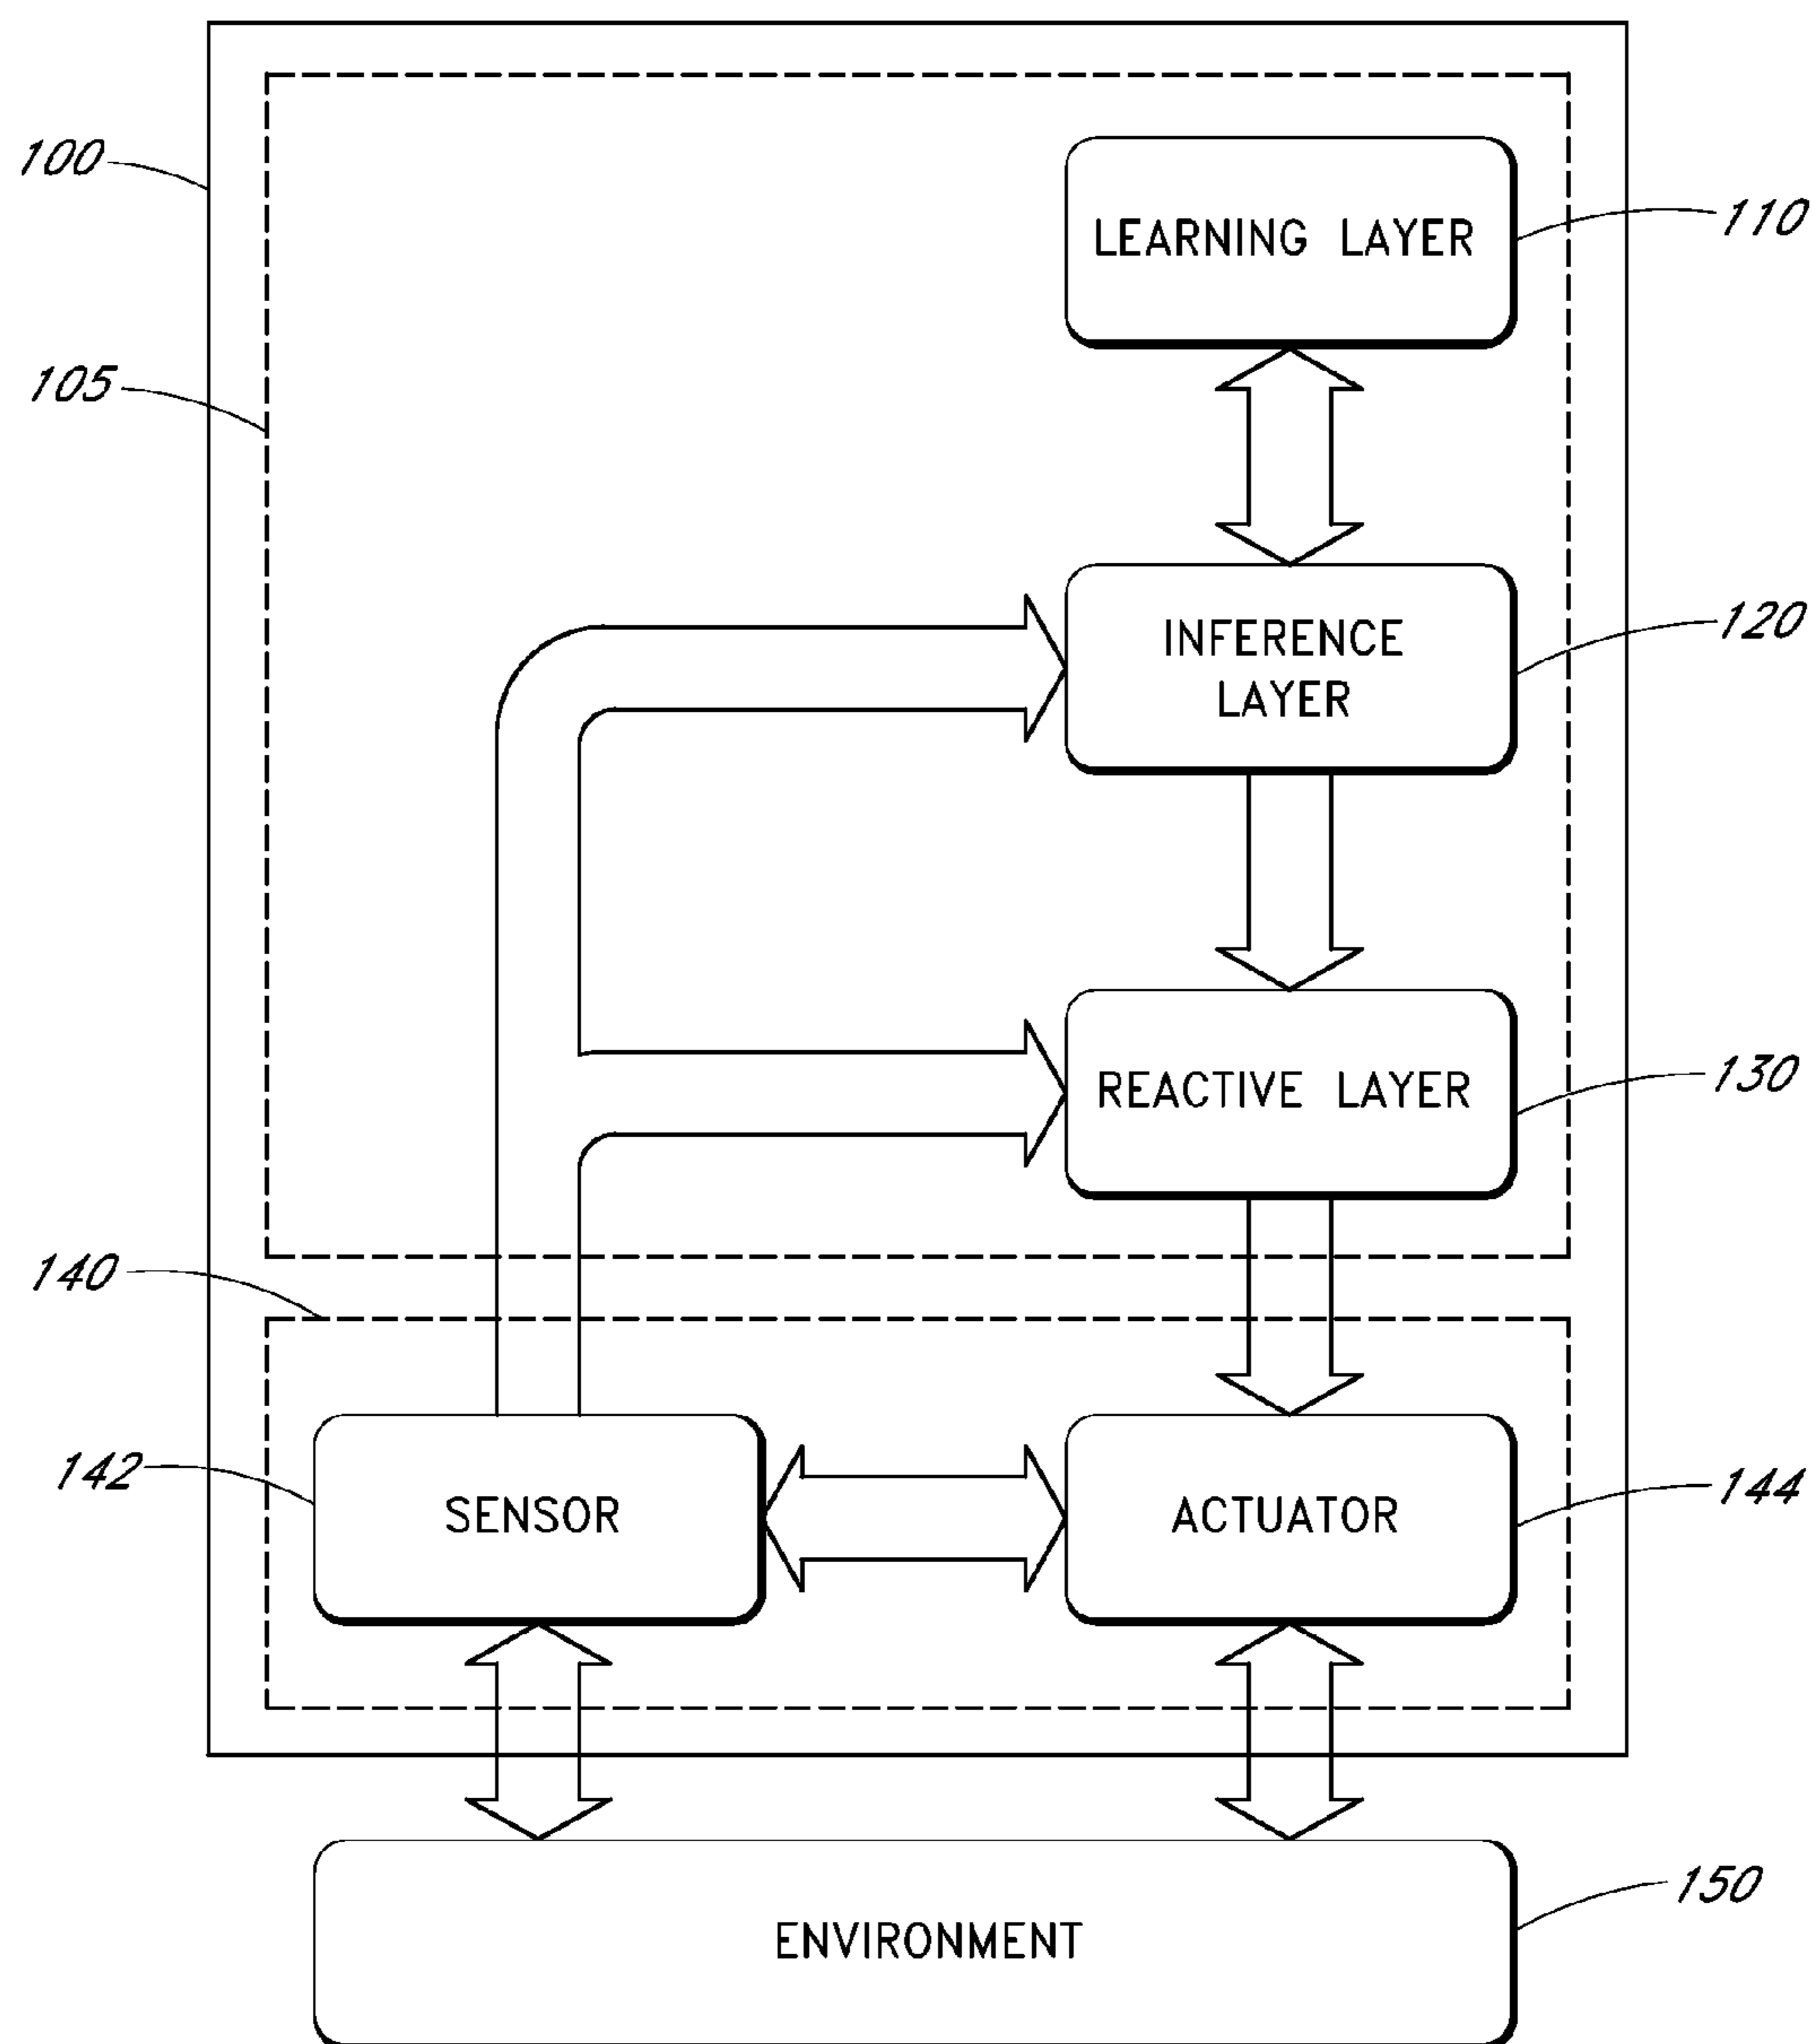 100
LEARNING LAYER
110
105
INFERENCE
LAYER
120
REACTIVE LAYER
130
140
142
SENSOR
ACTUATOR
144
ENVIRONMENT
150